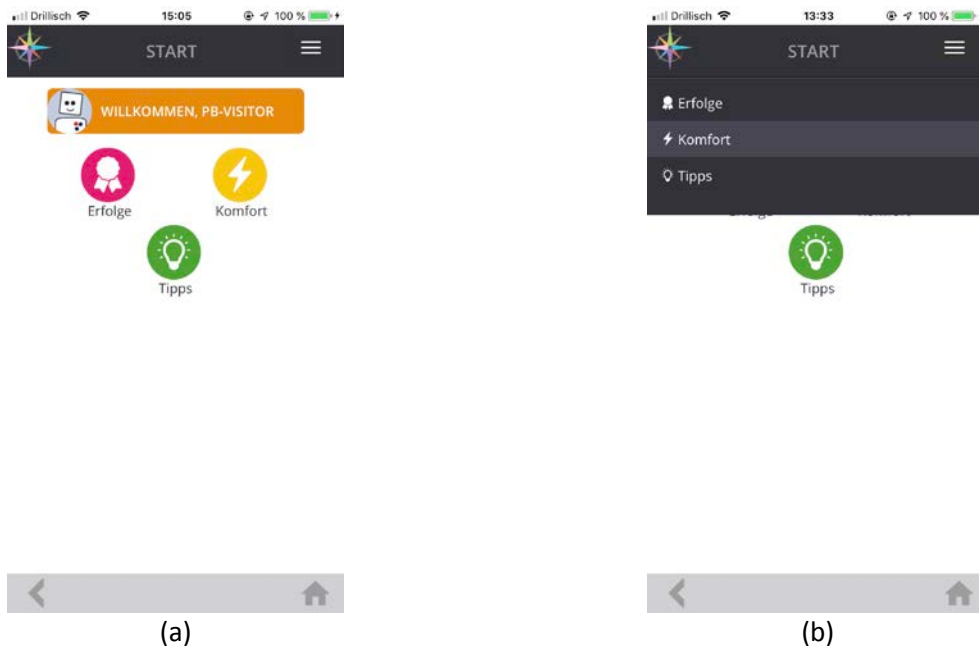 Drillisch 15:05 100 %
START
WILLKOMMEN, PB-VISITOR
Erfolge Komfort
Tipps
(a)
Drillisch 13:33 100 %
START
Erfolge
Komfort
Tipps
Tipps
(b)